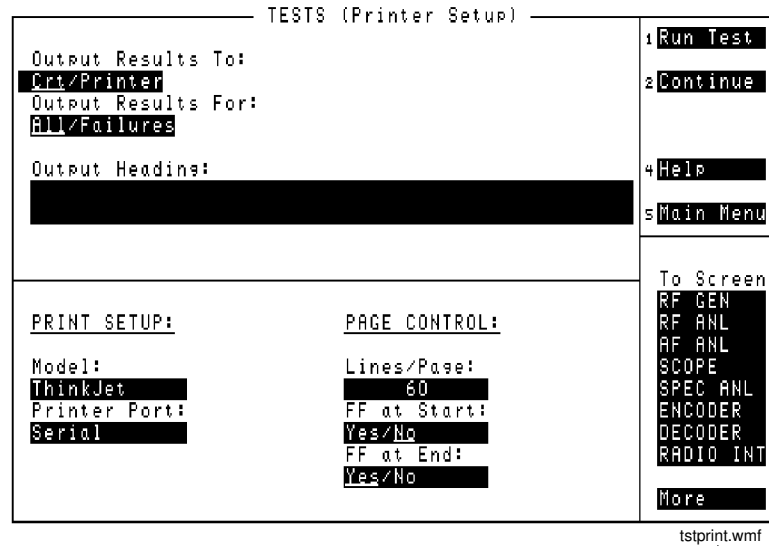 TESTS (Printer Setup)
Output Results To:
Crt/Printer
Output Results For:
All/Failures
Output Heading:
PRINT SETUP:
Model:
ThinkJet
Printer Port:
Serial
PAGE CONTROL:
Lines/Page:
60
FF at Start:
Yes/No
FF at End:
Yes/No
1 Run Test
2 Continue
4 Help
5 Main Menu
To Screen
RF GEN
RF ANL
AF ANL
SCOPE
SPEC ANL
ENCODER
DECODER
RADIO INT
More
tstprint.wmf